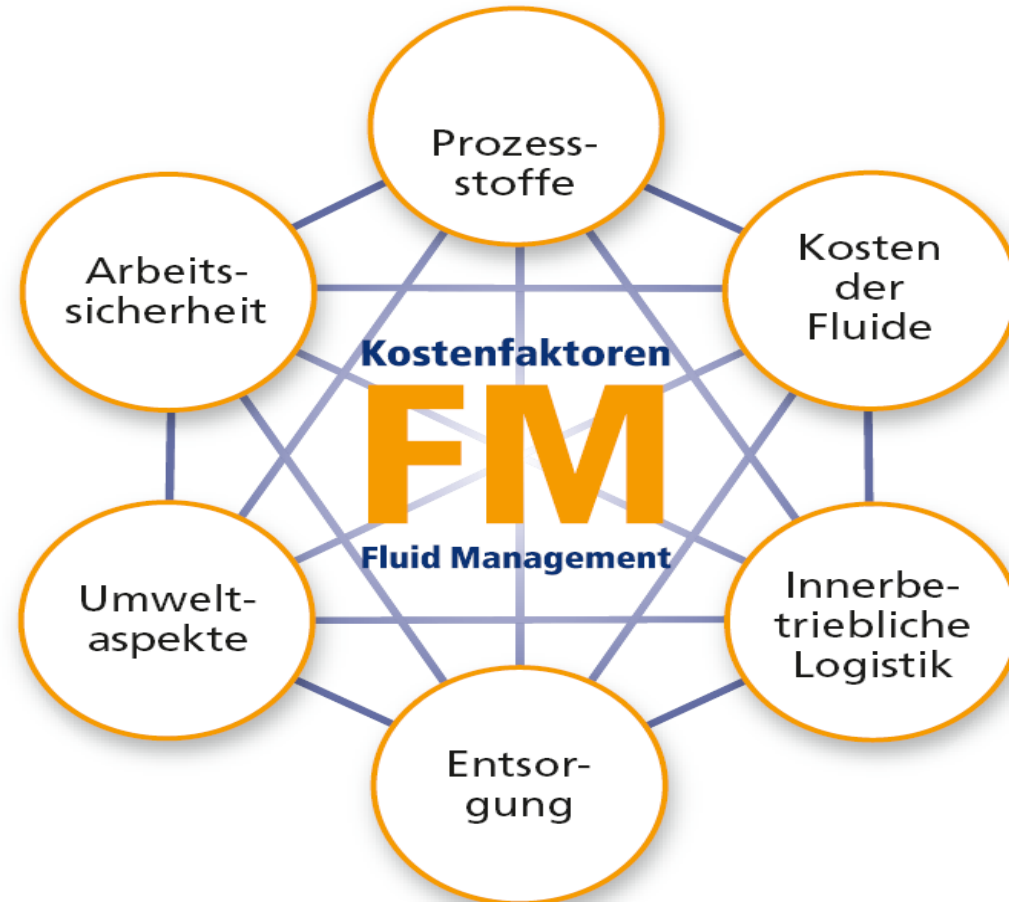 Prozess-
stoffe
Arbeits-
sicherheit
Kosten
der
Fluide
Kostenfaktoren
FM
Fluid Management
Umwelt-
aspekte
Innerbe-
triebliche
Logistik
Entsor-
gung